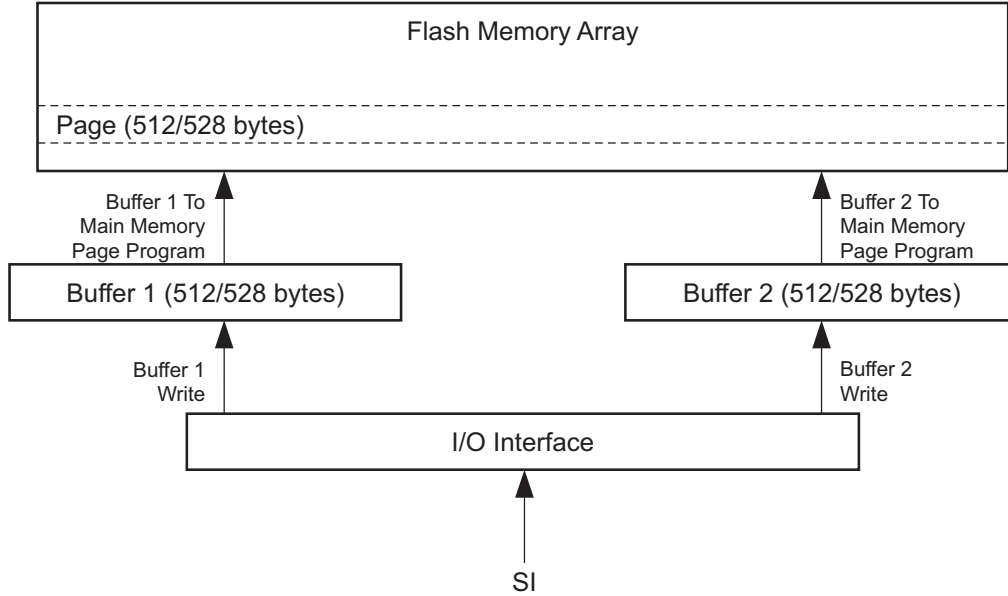 Flash Memory Array
Page (512/528 bytes)
Buffer 1 To
Main Memory
Page Program
Buffer 2 To
Main Memory
Page Program
Buffer 1 (512/528 bytes)
Buffer 2 (512/528 bytes)
Buffer 1
Write
Buffer 2
Write
I/O Interface
SI